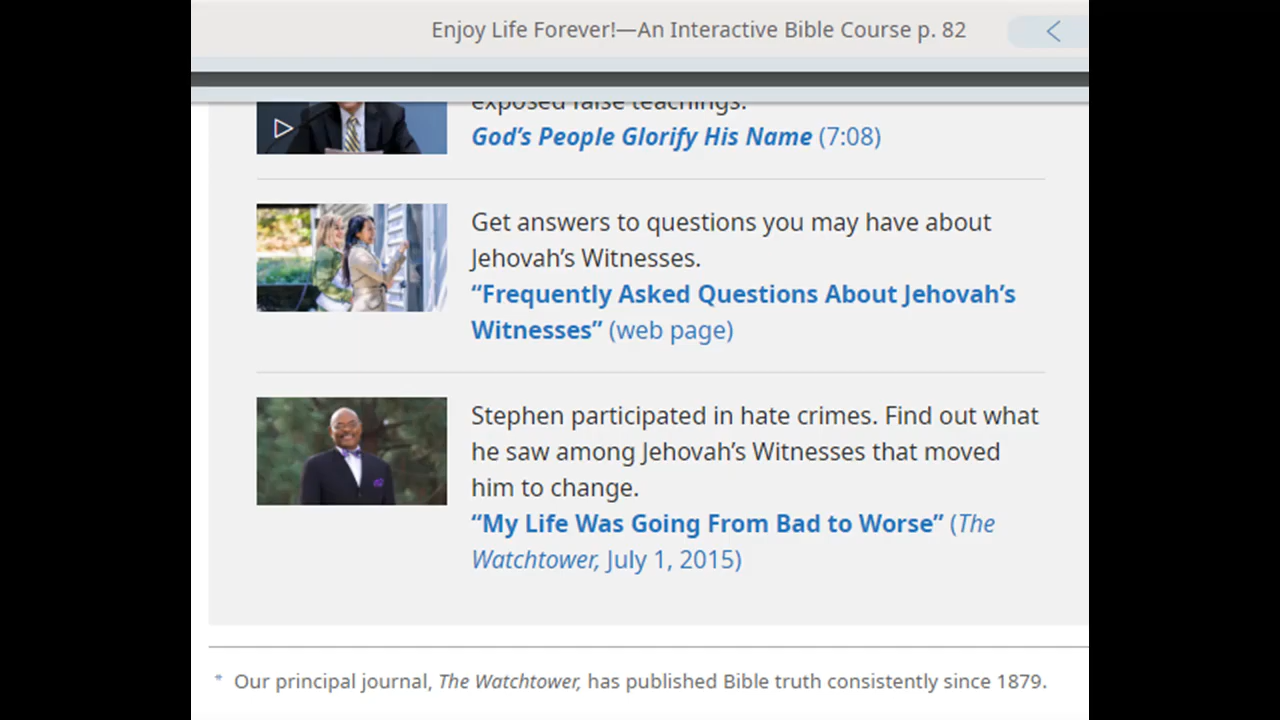 Enjoy Life Forever!—An Interactive Bible Course p. 82
exposed false teachings.
God’s People Glorify His Name (7:08)
Get answers to questions you may have about
Jehovah’s Witnesses.
“Frequently Asked Questions About Jehovah’s
Witnesses” (web page)
Stephen participated in hate crimes. Find out what
he saw among Jehovah’s Witnesses that moved
him to change.
“My Life Was Going From Bad to Worse” (The
Watchtower, July 1, 2015)
* Our principal journal, The Watchtower, has published Bible truth consistently since 1879.